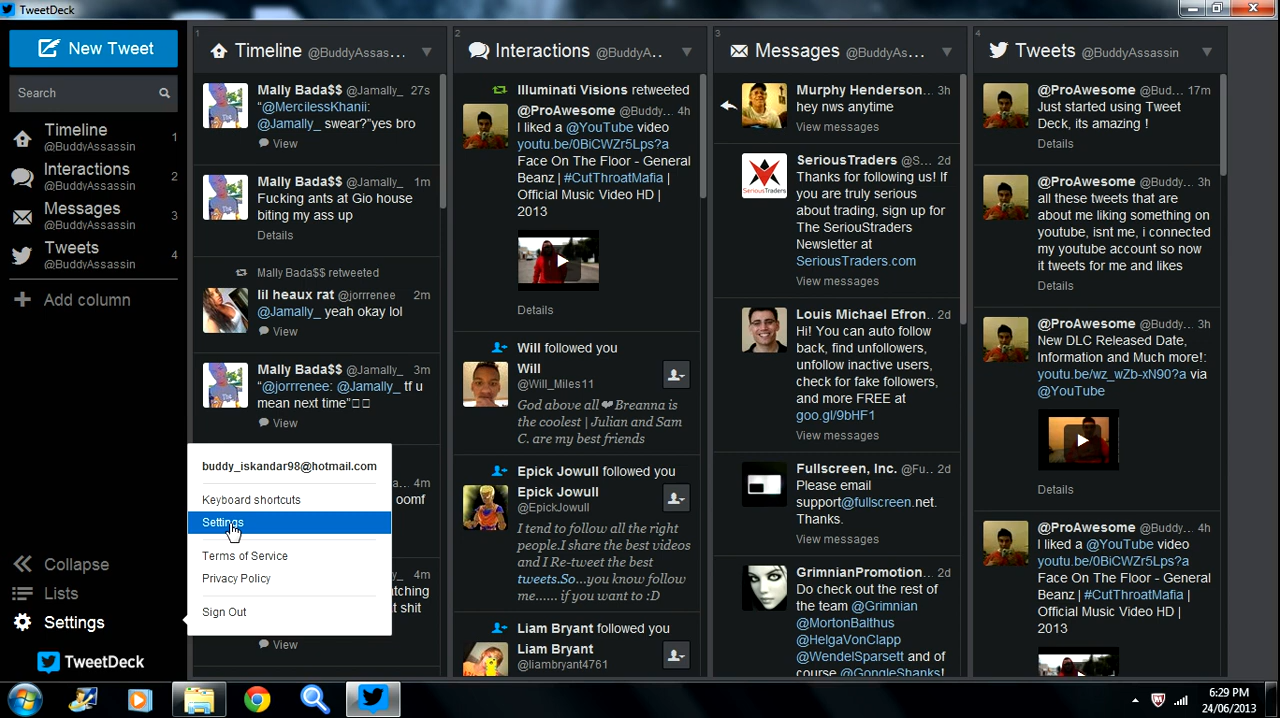 TweetDeck
New Tweet
Search
Timeline
@BuddyAssassin
1
Interactions
@BuddyAssassin
2
Messages
@BuddyAssassin
3
Tweets
@BuddyAssassin
4
Add column
Collapse
Lists
Settings
TweetDeck
buddy_iskandar98@hotmail.com
Keyboard shortcuts
Settings
Terms of Service
Privacy Policy
Sign Out
1
Timeline @BuddyAssas...
Mally Bada$$ @Jamally_ 27s
"@MercilessKhanii:
@Jamally_ swear?"yes bro
View
Mally Bada$$ @Jamally_ 1m
Fucking ants at Gio house
biting my ass up
Details
Mally Bada$$ retweeted
lil heaux rat @jorrrenee 2m
@Jamally_ yeah okay lol
View
Mally Bada$$ @Jamally_ 3m
"@jorrrenee: @Jamally_ tf u
mean next time"
View
4m
oomf
4m
at shit
View
2
Interactions @BuddyA...
Illuminati Visions retweeted
@ProAwesome @Buddy... 4h
I liked a @YouTube video
youtu.be/0BiCWZr5Lps?a
Face On The Floor - General
Beanz | #CutThroatMafia |
Official Music Video HD |
2013
Details
Will followed you
Will
@Will_Miles11
God above all ❤ Breanna is
the coolest | Julian and Sam
C. are my best friends
Epick Jowull followed you
Epick Jowull
@EpickJowull
I tend to follow all the right
people.I share the best videos
and I Re-tweet the best
tweets.So...you know follow
me...... if you want to :D
Liam Bryant followed you
Liam Bryant
@liambryant4761
3
Messages @BuddyAs...
Murphy Henderson... 3h
hey nws anytime
View messages
SeriousTraders @S... 2d
Thanks for following us! If
you are truly serious
about trading, sign up for
The SeriousTraders
Newsletter at
SeriousTraders.com
View messages
Louis Michael Efron... 2d
Hi! You can auto follow
back, find unfollowers,
unfollow inactive users,
check for fake followers,
and more FREE at
goo.gl/9bHF1
View messages
Fullscreen, Inc. @Fu... 2d
Please email
support@fullscreen.net.
Thanks.
View messages
GrimnianPromotion... 2d
Do check out the rest of
the team @Grimnian
@MortonBalthus
@HelgaVonClapp
@WendelSparsett and of
course @GongleShanks!
4
Tweets @BuddyAssassin
@ProAwesome @Buddy... 17m
Just started using Tweet
Deck, its amazing !
Details
@ProAwesome @Budd... 3h
all these tweets that are
about me liking something on
youtube, isnt me, i connected
my youtube account so now
it tweets for me and likes
Details
@ProAwesome @Budd... 3h
New DLC Released Date,
Information and Much more!:
youtu.be/wz_wZb-xN90?a via
@YouTube
Details
@ProAwesome @Budd... 4h
I liked a @YouTube video
youtu.be/0BiCWZr5Lps?a
Face On The Floor - General
Beanz | #CutThroatMafia |
Official Music Video HD |
2013
6:29 PM
24/06/2013